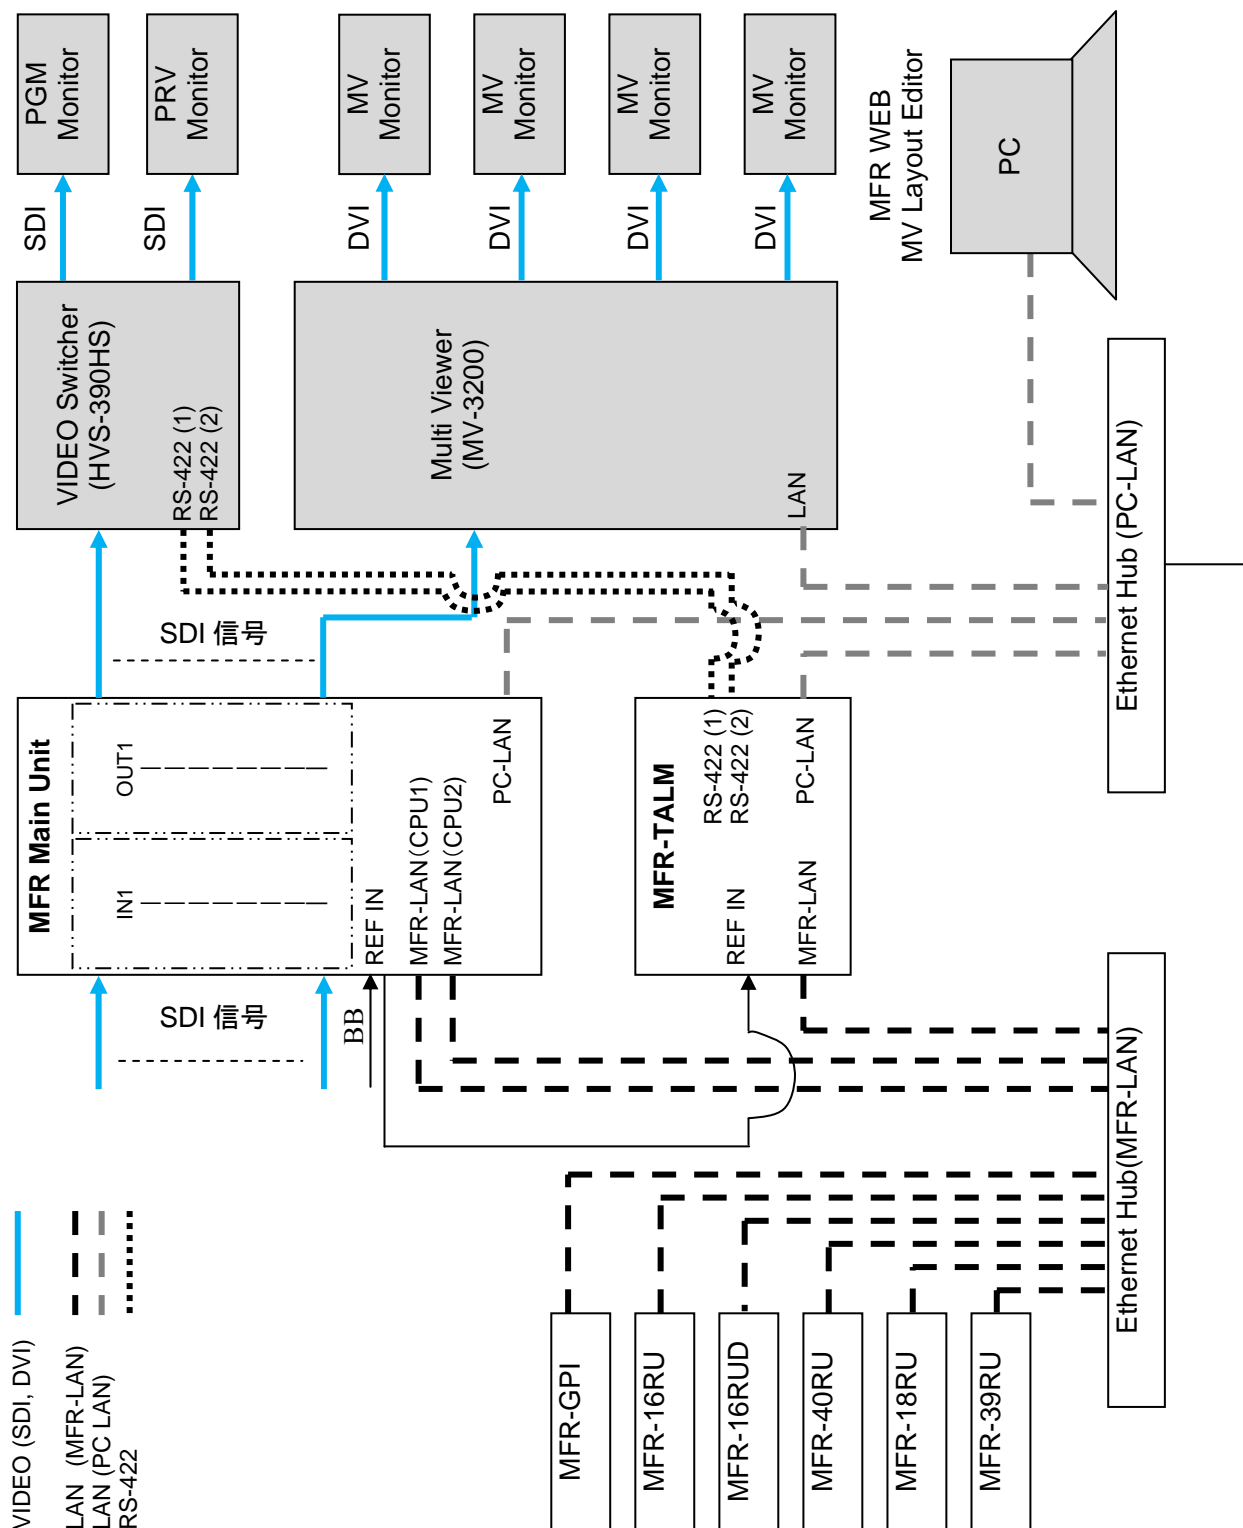 VIDEO (SDI, DVI)
LAN (MFR-LAN)
LAN (PC LAN)
RS-422
SDI 信号
BB
MFR Main Unit
IN1
OUT1
REF IN
MFR-LAN(CPU1)
MFR-LAN(CPU2)
PC-LAN
SDI 信号
VIDEO Switcher
(HVS-390HS)
RS-422 (1)
RS-422 (2)
SDI
SDI
PGM
Monitor
PRV
Monitor
Multi Viewer
(MV-3200)
LAN
DVI
DVI
DVI
DVI
MV
Monitor
MV
Monitor
MV
Monitor
MV
Monitor
MFR-TALM
REF IN
MFR-LAN
RS-422 (1)
RS-422 (2)
PC-LAN
MFR WEB
MV Layout Editor
PC
MFR-GPI
MFR-16RU
MFR-16RUD
MFR-40RU
MFR-18RU
MFR-39RU
Ethernet Hub(MFR-LAN)
Ethernet Hub (PC-LAN)